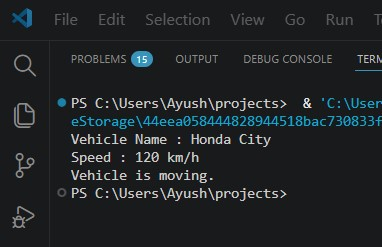 File Edit Selection View Go Run
PROBLEMS 15 OUTPUT DEBUG CONSOLE
PS C:\Users\Ayush\projects>  & 'C:\User
eStorage\44eea058444828944518bac730833f
Vehicle Name : Honda City
Speed : 120 km/h
Vehicle is moving.
PS C:\Users\Ayush\projects>